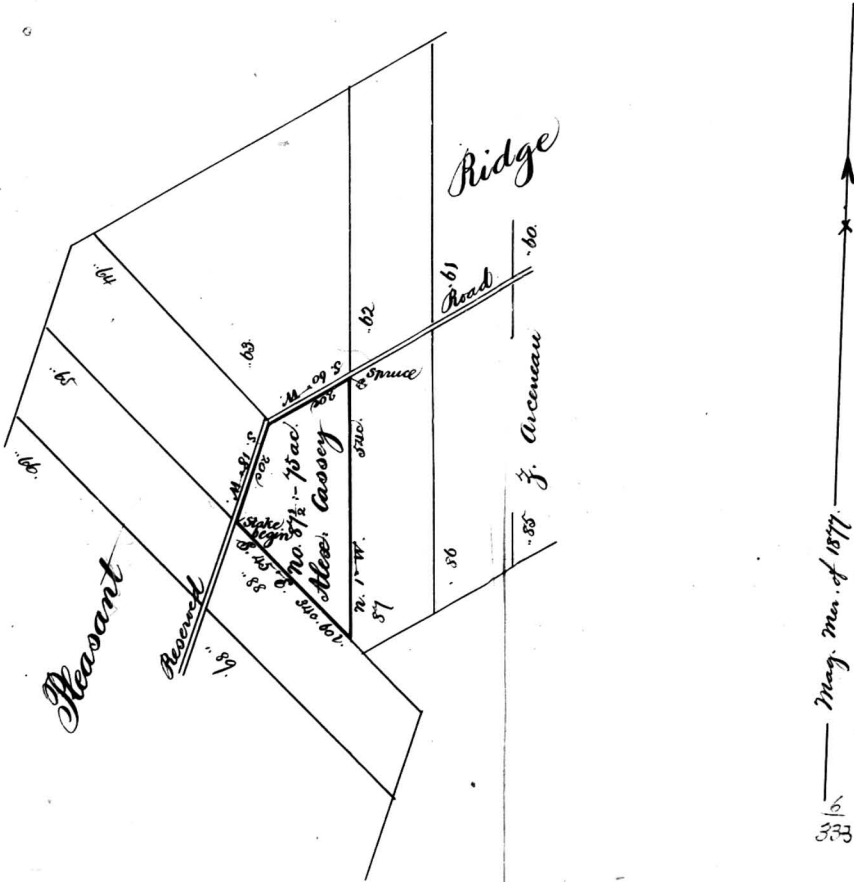 Pleasant
Ridge
Reserved
Road
64
65
66.
63.
62
61
60.
S. 60 W.
S. 18 W.
Spruce
Stake
begin
No. 87½ :- 75 ac.
Alex. Cassey
S. 45
88
89.
N. 1 W.
87
86
85 Z. Arceneau
Mag. Mer. of 1877.
6
333